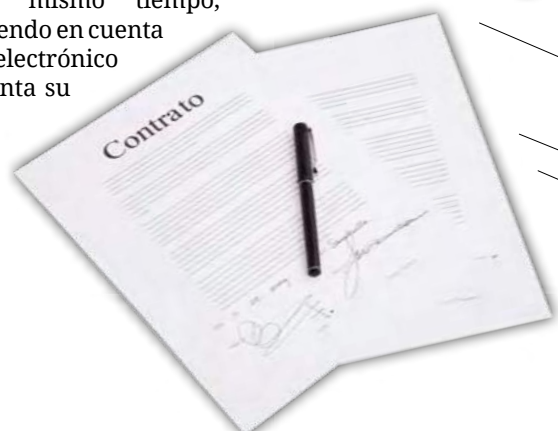 mismo tiempo,
endo en cuenta
electrónico
nta su
Contrato